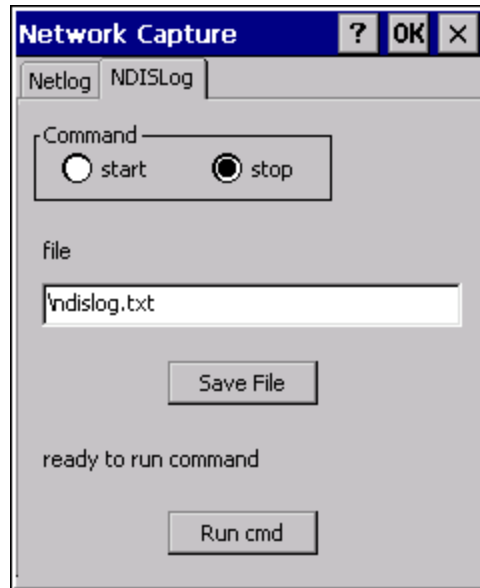 Network Capture ? OK ×
Netlog NDISLog
Command
start stop
file
\ndislog.txt
Save File
ready to run command
Run cmd